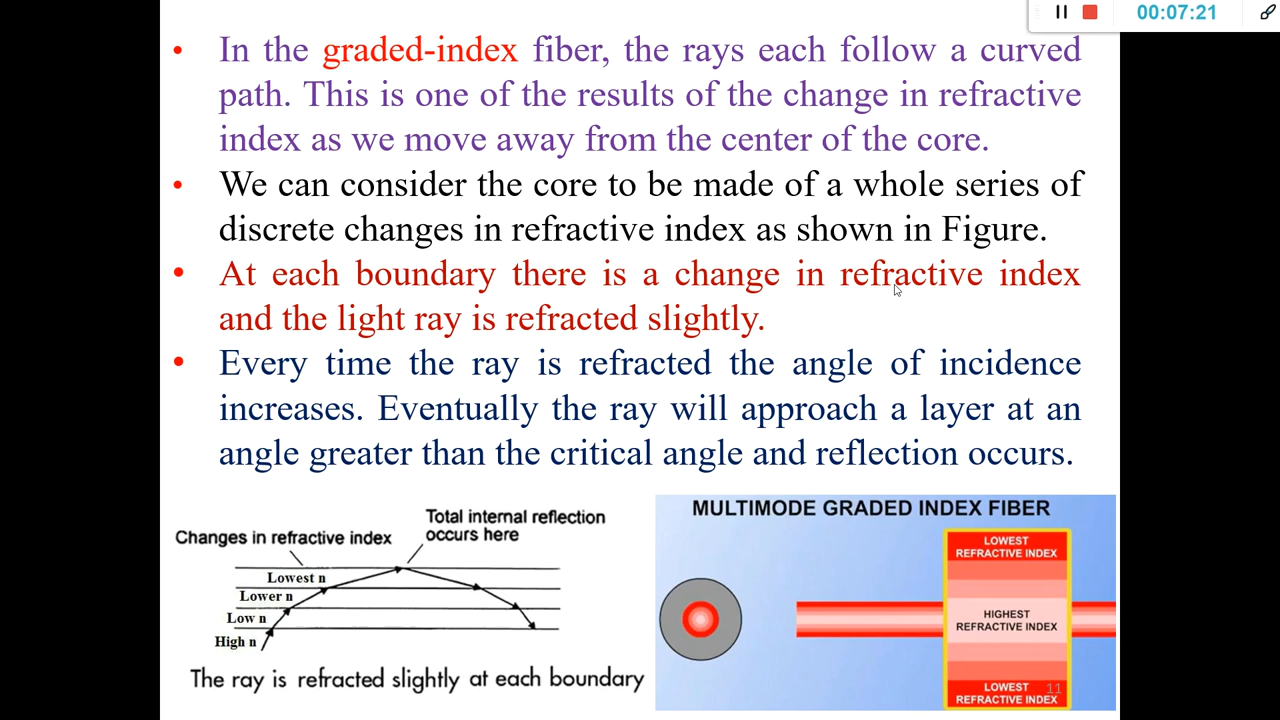 00:07:21
• In the graded-index fiber, the rays each follow a curved
path. This is one of the results of the change in refractive
index as we move away from the center of the core.
• We can consider the core to be made of a whole series of
discrete changes in refractive index as shown in Figure.
• At each boundary there is a change in refractive index
and the light ray is refracted slightly.
• Every time the ray is refracted the angle of incidence
increases. Eventually the ray will approach a layer at an
angle greater than the critical angle and reflection occurs.
Changes in refractive index
Total internal reflection
occurs here
Lowest n
Lower n
Low n
High n
The ray is refracted slightly at each boundary
MULTIMODE GRADED INDEX FIBER
LOWEST
REFRACTIVE INDEX
HIGHEST
REFRACTIVE INDEX
LOWEST
REFRACTIVE INDEX
11